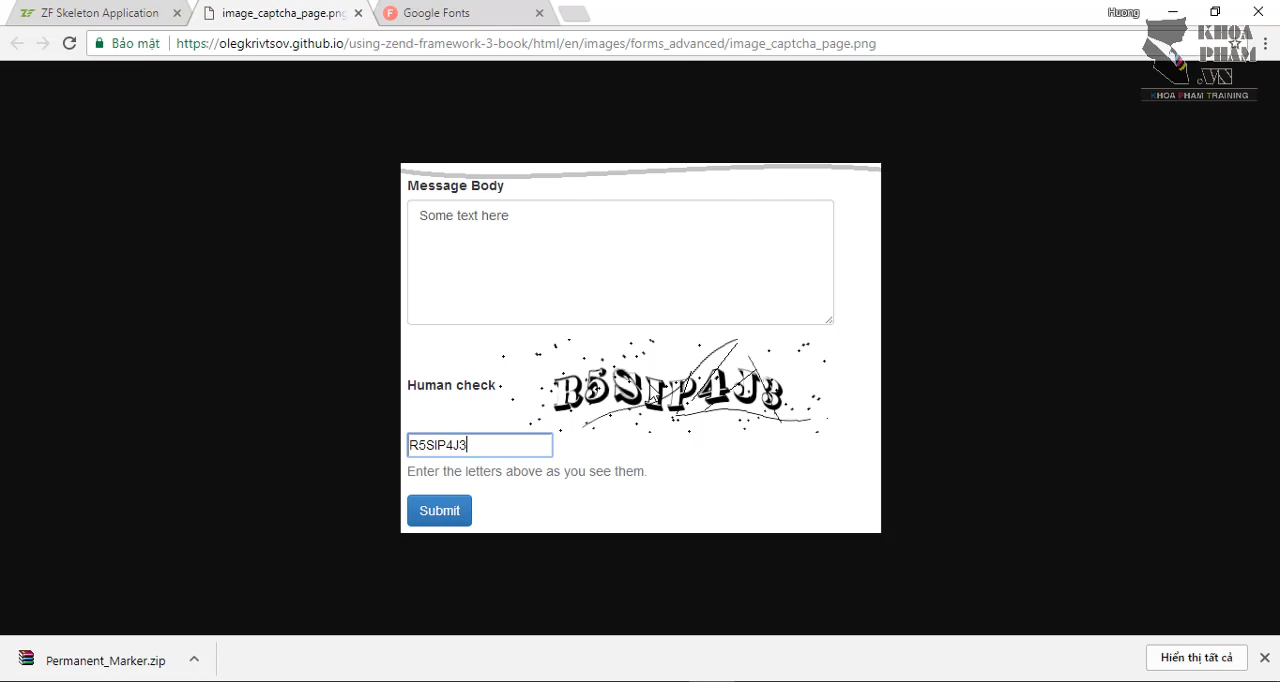 ZF Skeleton Application
image_captcha_page.png
Google Fonts
Huong
Bảo mật
https://olegkrivtsov.github.io/using-zend-framework-3-book/html/en/images/forms_advanced/image_captcha_page.png
KHOA
PHẠM
.VN
KHOA PHAM TRAINING
Message Body
Some text here
Human check
R5SIP4J3
R5SIP4J3
Enter the letters above as you see them.
Submit
Permanent_Marker.zip
Hiển thị tất cả